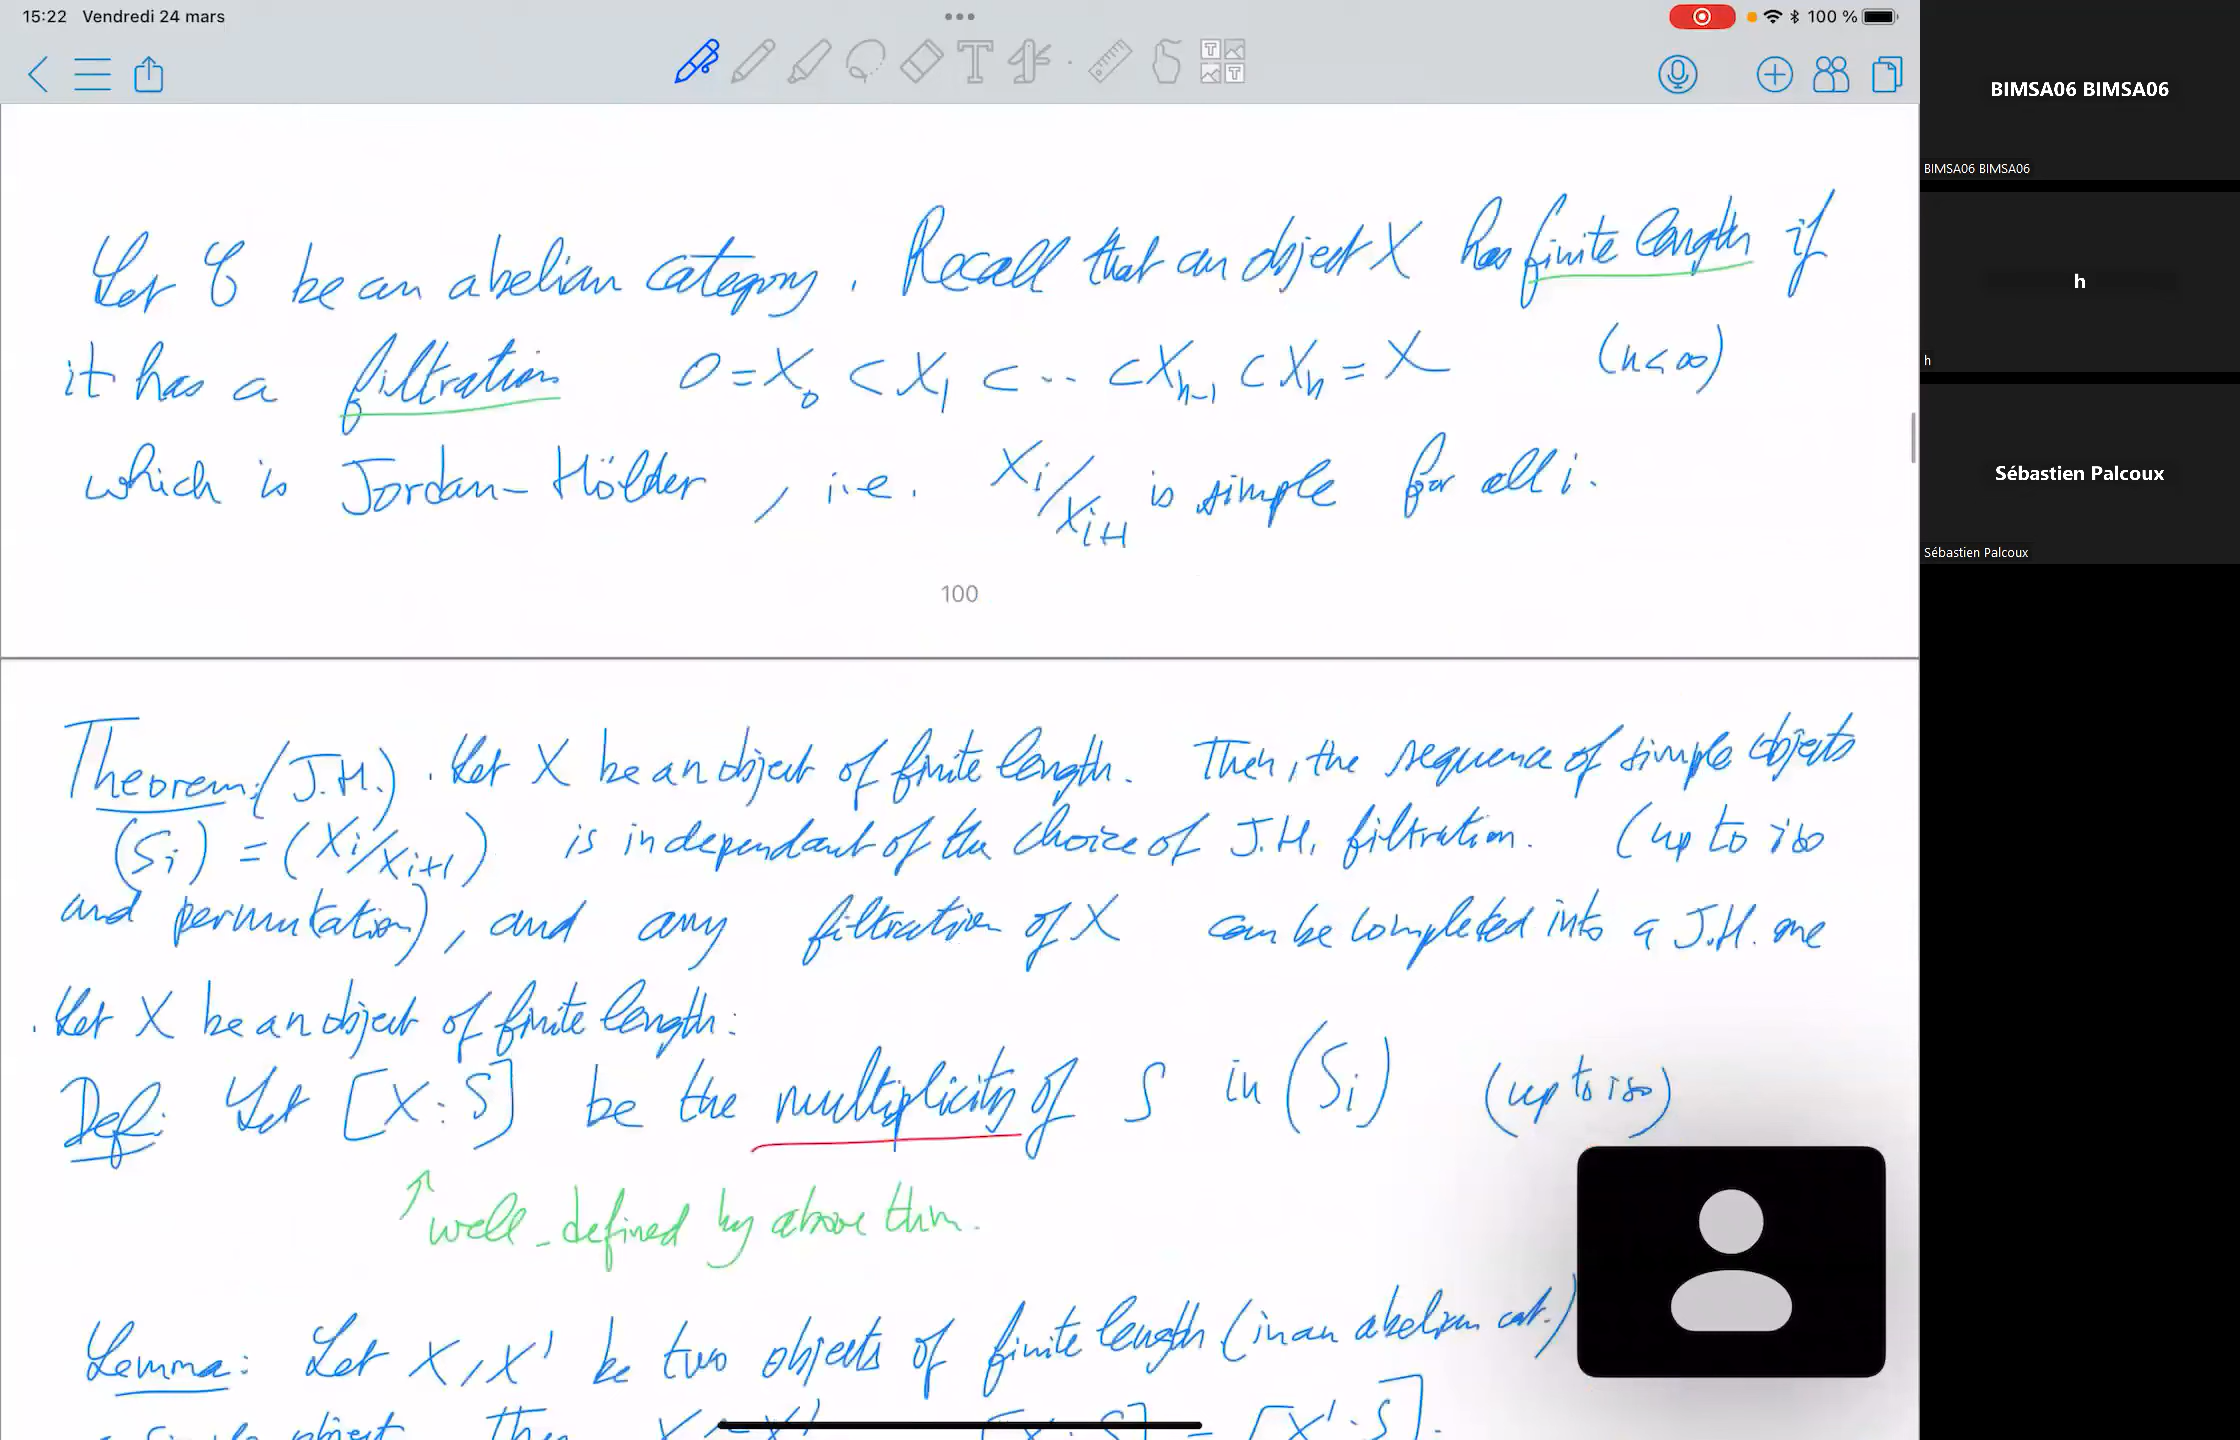 15:22 Vendredi 24 mars
100 %
Let C be an abelian category. Recall that an object X has finite length if
it has a filtration 0 = X_0 ⊂ X_1 ⊂ ... ⊂ X_{n-1} ⊂ X_n = X (n<∞)
which is Jordan-Hölder, i.e. X_i/X_{i+1} is simple for all i.
100
Theorem: (J.H.). Let X be an object of finite length. Then, the sequence of simple objects
(S_i) = (X_i/X_{i+1}) is independant of the choice of J.H. filtration. (up to iso
and permutation), and any filtration of X can be completed into a J.H. one
. Let X be an object of finite length:
Def: Let [X:S] be the multiplicity of S in (S_i) (up to iso)
↑ well-defined by above thm.
Lemma: Let X, X' be two objects of finite length (in an abelian cat.)
= [X':S].
BIMSA06 BIMSA06
BIMSA06 BIMSA06
h
h
Sébastien Palcoux
Sébastien Palcoux